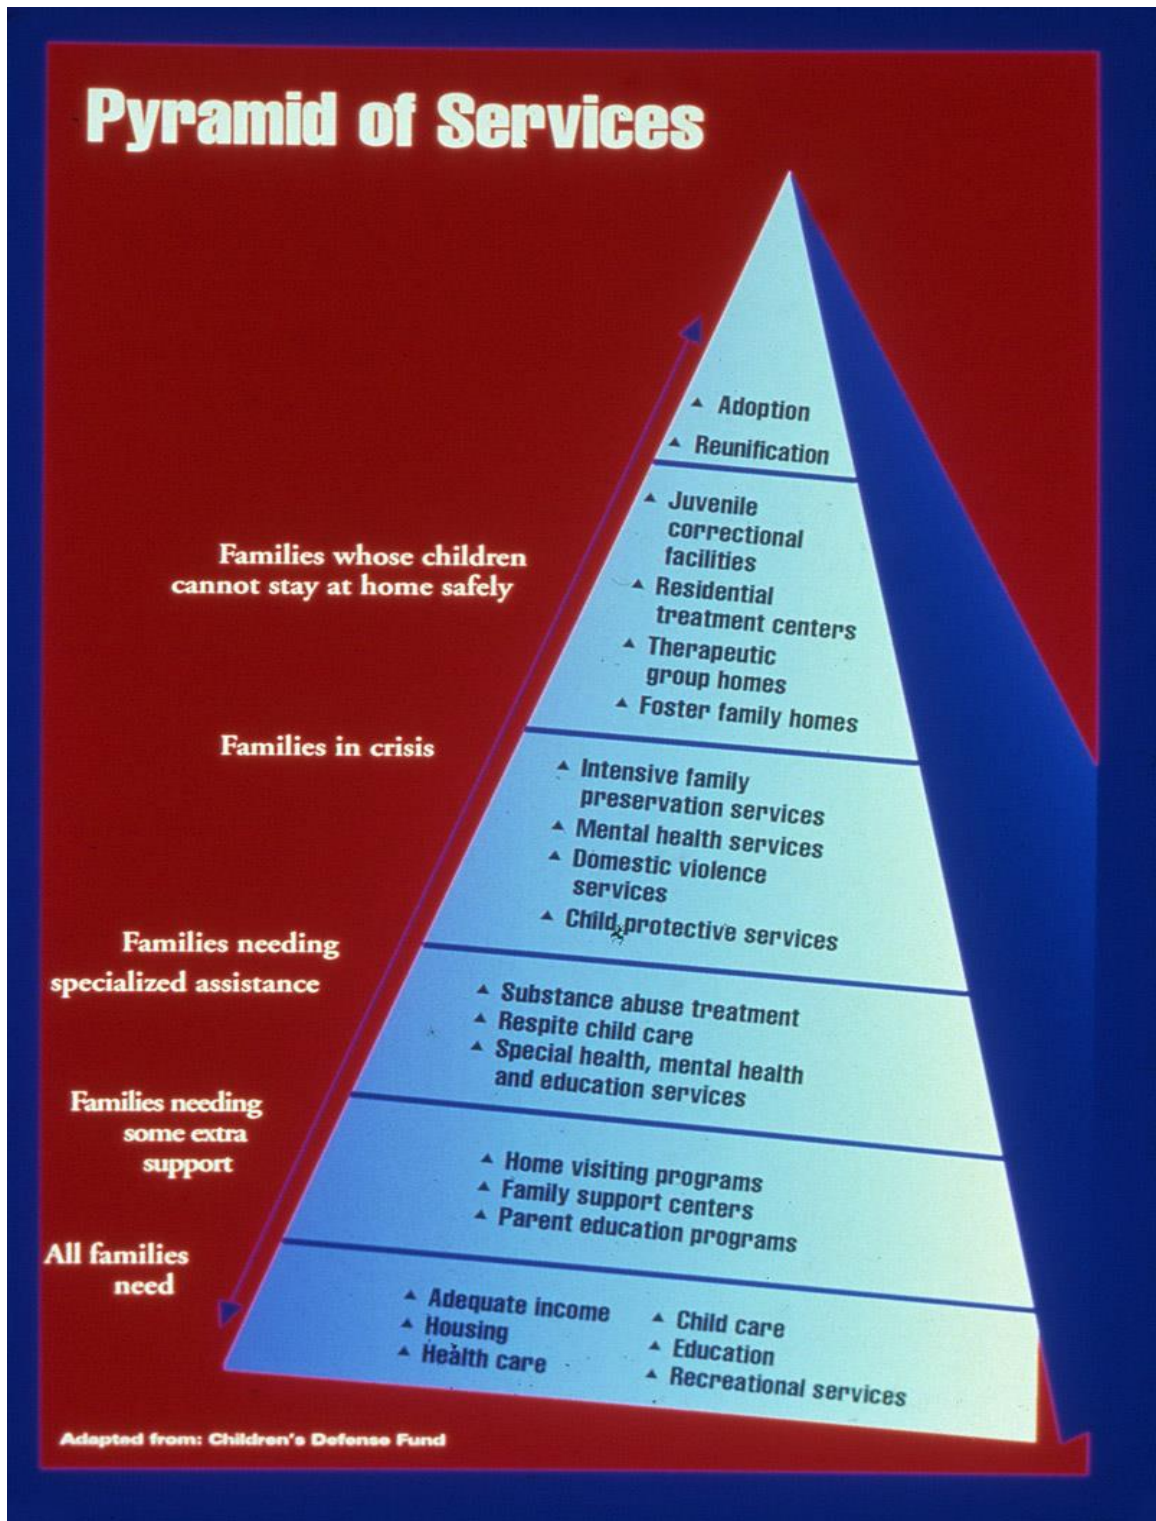 Pyramid of Services
Adoption
Reunification
Families whose children
cannot stay at home safely
Juvenile
correctional
facilities
Residential
treatment centers
Therapeutic
group homes
Foster family homes
Families in crisis
Intensive family
preservation services
Mental health services
Domestic violence
services
Child protective services
Families needing
specialized assistance
Substance abuse treatment
Respite child care
Special health, mental health
and education services
Families needing
some extra
support
Home visiting programs
Family support centers
Parent education programs
All families
need
Adequate income
Housing
Health care
Child care
Education
Recreational services
Adapted from: Children's Defense Fund